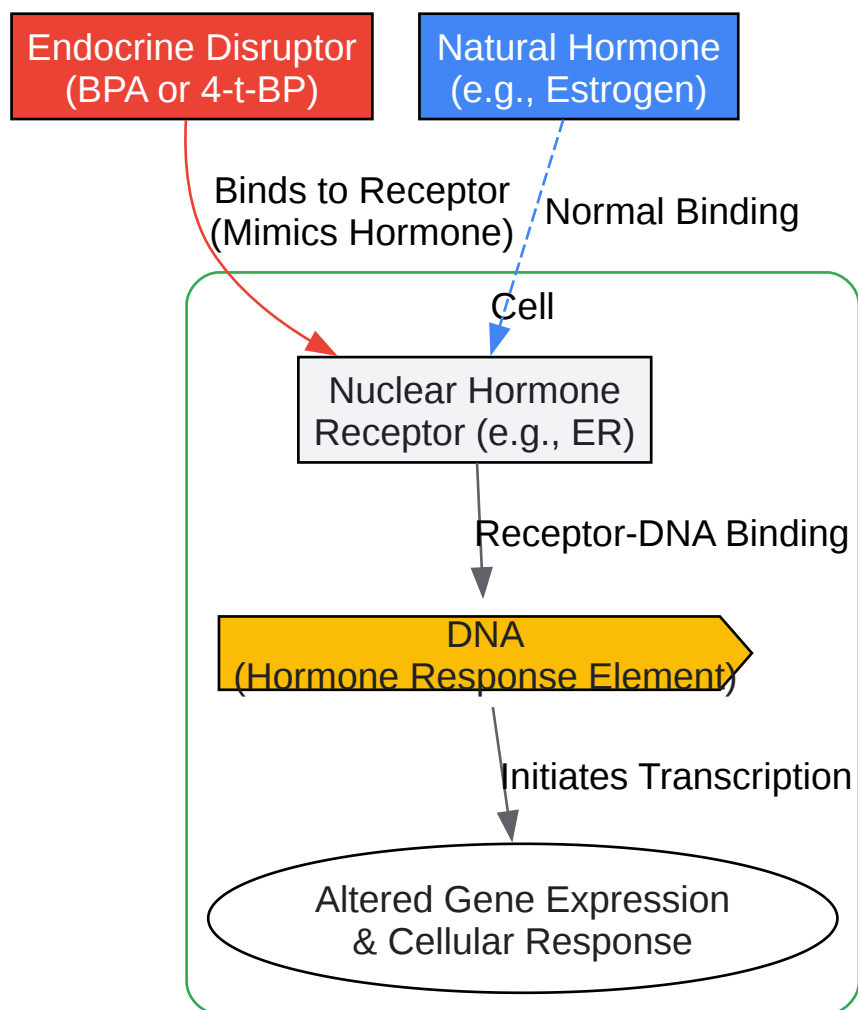 Endocrine Disruptor
(BPA or 4-t-BP)
Natural Hormone
(e.g., Estrogen)
Binds to Receptor
(Mimics Hormone)
Normal Binding
Cell
Nuclear Hormone
Receptor (e.g., ER)
Receptor-DNA Binding
DNA
(Hormone Response Element)
Initiates Transcription
Altered Gene Expression
& Cellular Response